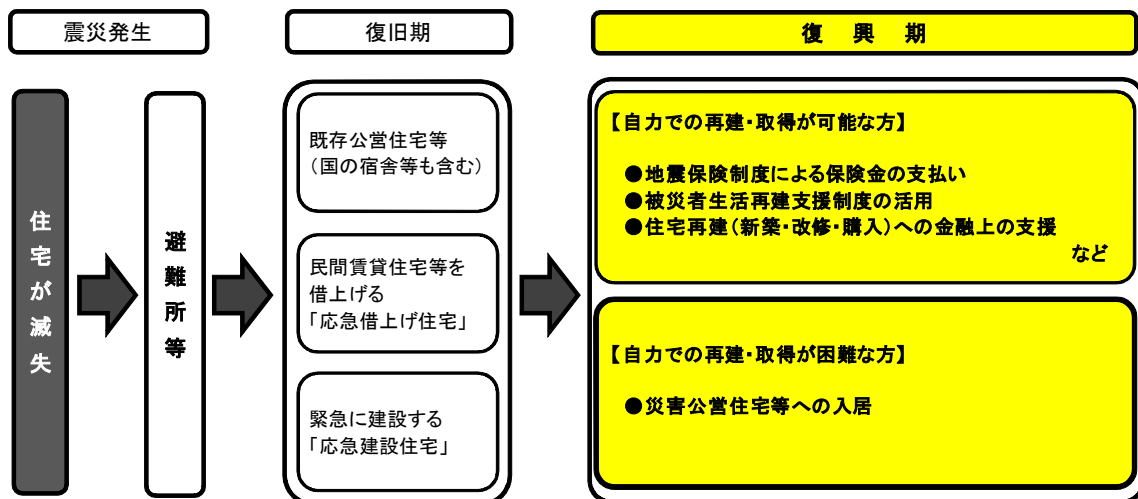 震災発生
復旧期
復興期
住宅が滅失
避難所等
既存公営住宅等
(国の宿舎等も含む)
民間賃貸住宅等を
借上げる
「応急借上げ住宅」
緊急に建設する
「応急建設住宅」
【自力での再建・取得が可能な方】
●地震保険制度による保険金の支払い
●被災者生活再建支援制度の活用
●住宅再建(新築・改修・購入)への金融上の支援
など
【自力での再建・取得が困難な方】
●災害公営住宅等への入居